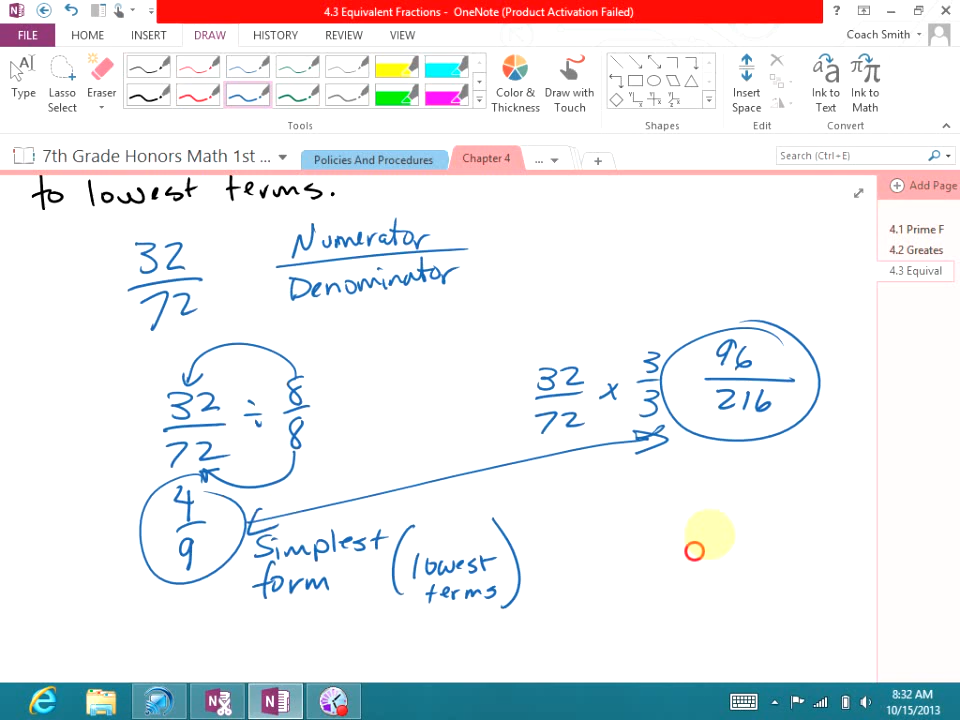 4.3 Equivalent Fractions - OneNote (Product Activation Failed)
FILE HOME INSERT DRAW HISTORY REVIEW VIEW Coach Smith
Type Lasso Select Eraser Color & Thickness Draw with Touch Insert Space Ink to Text Ink to Math
Tools Shapes Edit Convert
7th Grade Honors Math 1st ... Policies And Procedures Chapter 4 ... + Search (Ctrl+E)
to lowest terms.
Add Page
4.1 Prime F
4.2 Greates
4.3 Equival
32
72
Numerator
Denominator
32 ÷ 8
72 8
4
9
Simplest
form
(lowest
terms)
32 x 3
72 3
96
216
8:32 AM
10/15/2013